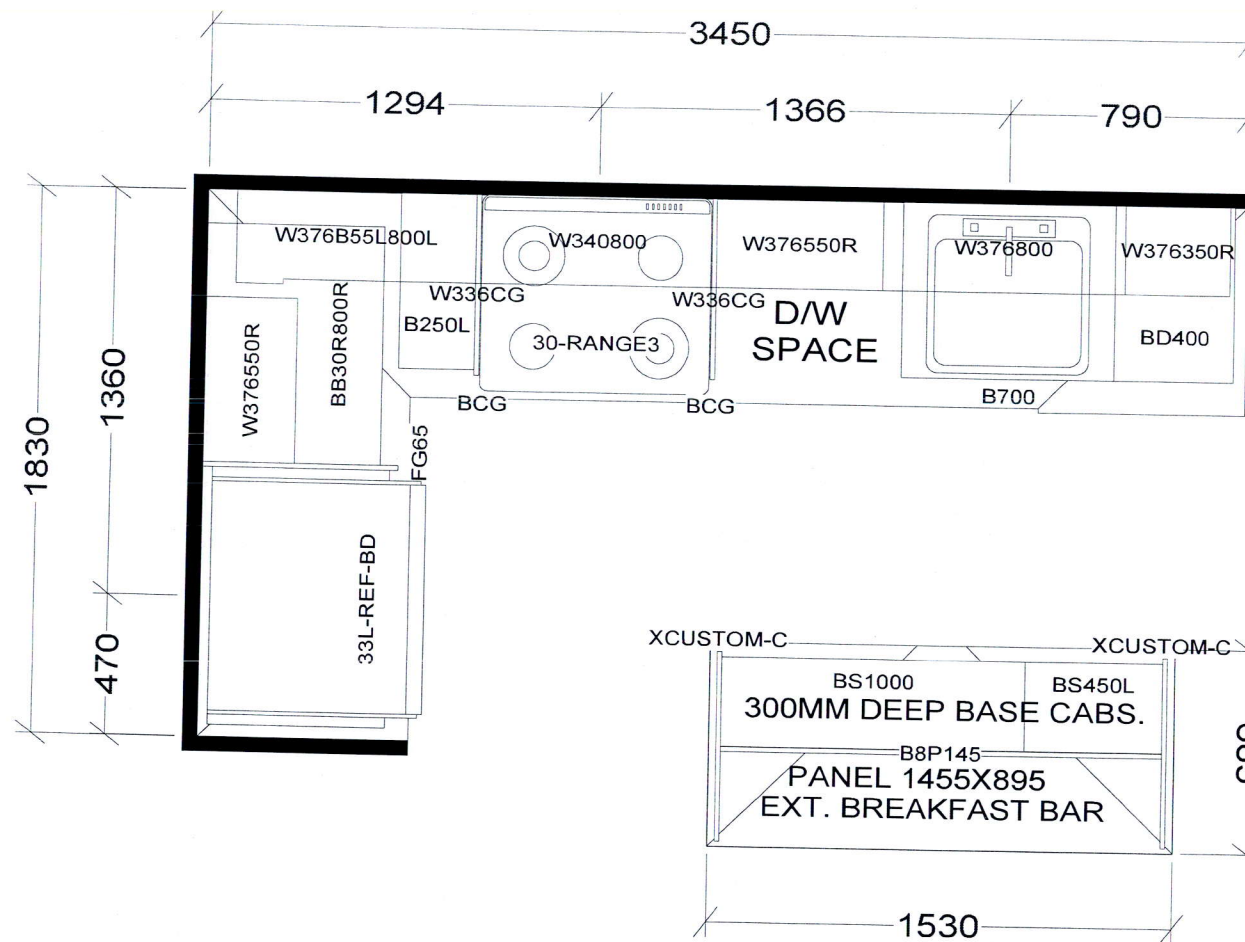 3450
1294
1366
790
W376B55L800L
W340800
W376550R
W376800
W376350R
W336CG
W336CG
D/W
SPACE
B250L
30-RANGE3
BD400
W376550R
BB30R800R
BCG
BCG
B700
FG65
1360
1830
33L-REF-BD
470
XCUSTOM-C
XCUSTOM-C
BS1000
BS450L
300MM DEEP BASE CABS.
B8P145
PANEL 1455X895
EXT. BREAKFAST BAR
1530